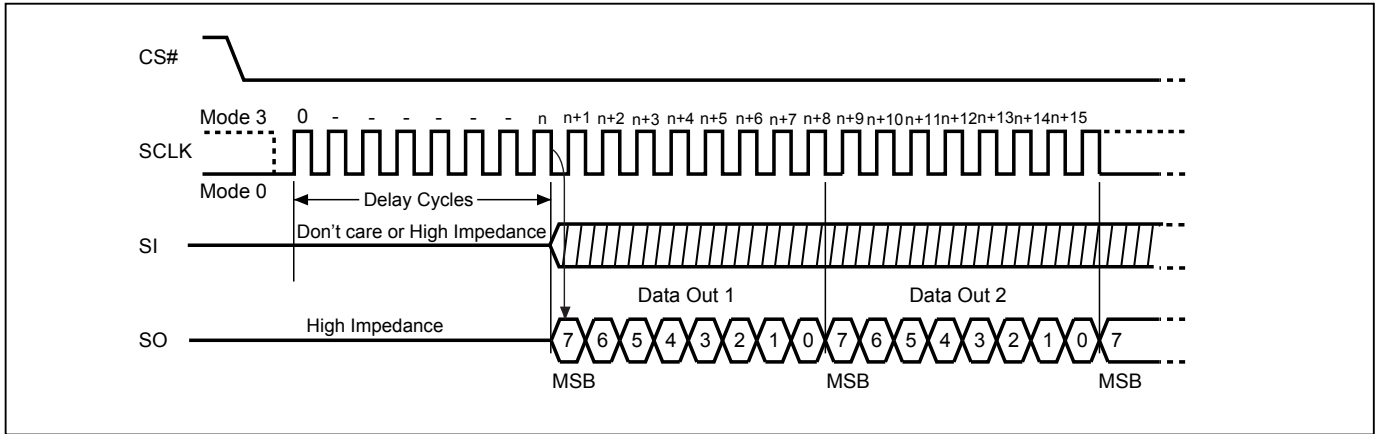 CS#
Mode 3
0 - - - - - - n n+1 n+2 n+3 n+4 n+5 n+6 n+7 n+8 n+9 n+10 n+11 n+12 n+13 n+14 n+15
SCLK
Mode 0
Delay Cycles
Don't care or High Impedance
SI
Data Out 1 Data Out 2
High Impedance
SO
7 6 5 4 3 2 1 0 7 6 5 4 3 2 1 0 7
MSB MSB MSB